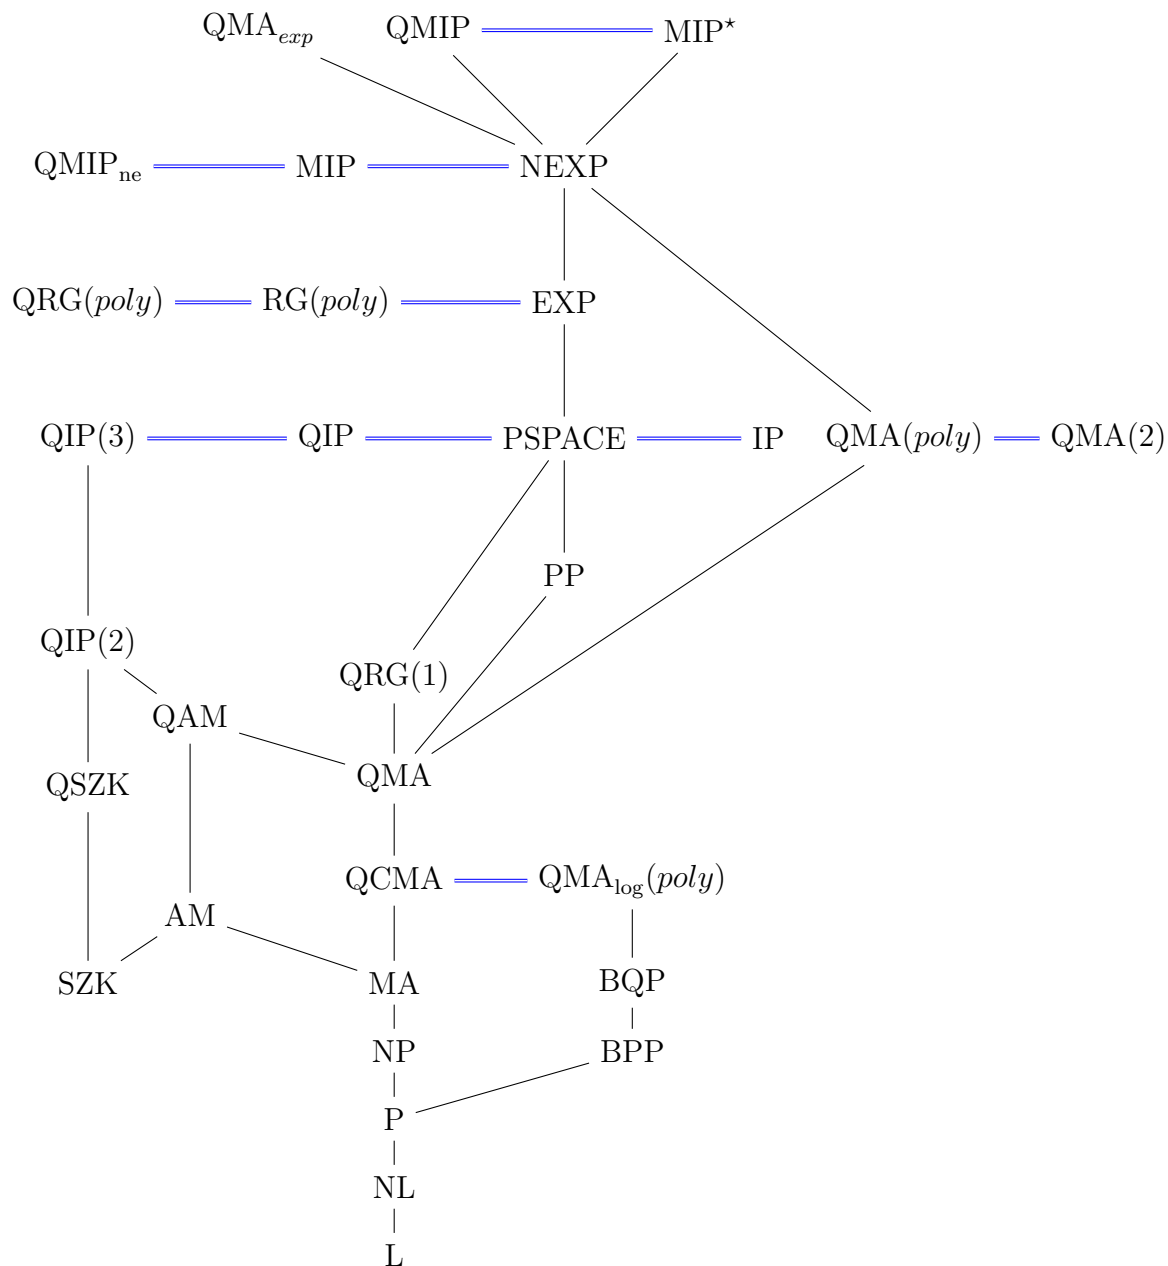 QMA_exp QMIP MIP⋆
QMIP_ne MIP NEXP
QRG(poly) RG(poly) EXP
QIP(3) QIP PSPACE IP QMA(poly) QMA(2)
PP
QIP(2)
QRG(1)
QAM
QMA
QSZK
QCMA QMA_log(poly)
AM
SZK MA BQP
NP BPP
P
NL
L